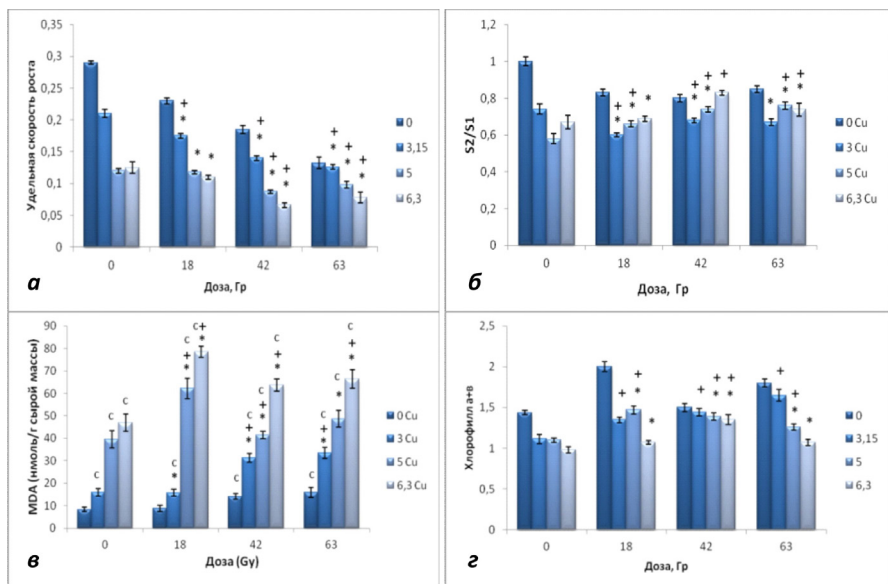 0,35
0,3
0,25
0,2
0,15
0,1
0,05
0
Удельная скорость роста
+
*
*
*
+
*
+
*
+
*
+
*
+
*
+
*
0 18 42 63
Доза, Гр
а
0
3,15
5
6,3
1,2
1
0,8
0,6
0,4
0,2
0
S2/S1
+
*
+
*
*
+
*
+
*
+
*
+
*
+
*
0 18 42 63
Доза, Гр
б
0 Cu
3 Cu
5 Cu
6,3 Cu
90
80
70
60
50
40
30
20
10
0
MDA (нмоль/г сырой массы)
c
c
c
c
*
c
+
*
c
+
*
c
c
+
*
c
+
*
c
+
*
c
c
+
*
c
*
c
+
*
0 18 42 63
Доза (Gy)
в
0 Cu
3 Cu
5 Cu
6,3 Cu
2,5
2
1,5
1
0,5
0
Хлорофилл а+в
+
+
*
*
+
+
*
+
*
+
+
*
*
0 18 42 63
Доза, Гр
г
0
3,15
5
6,3